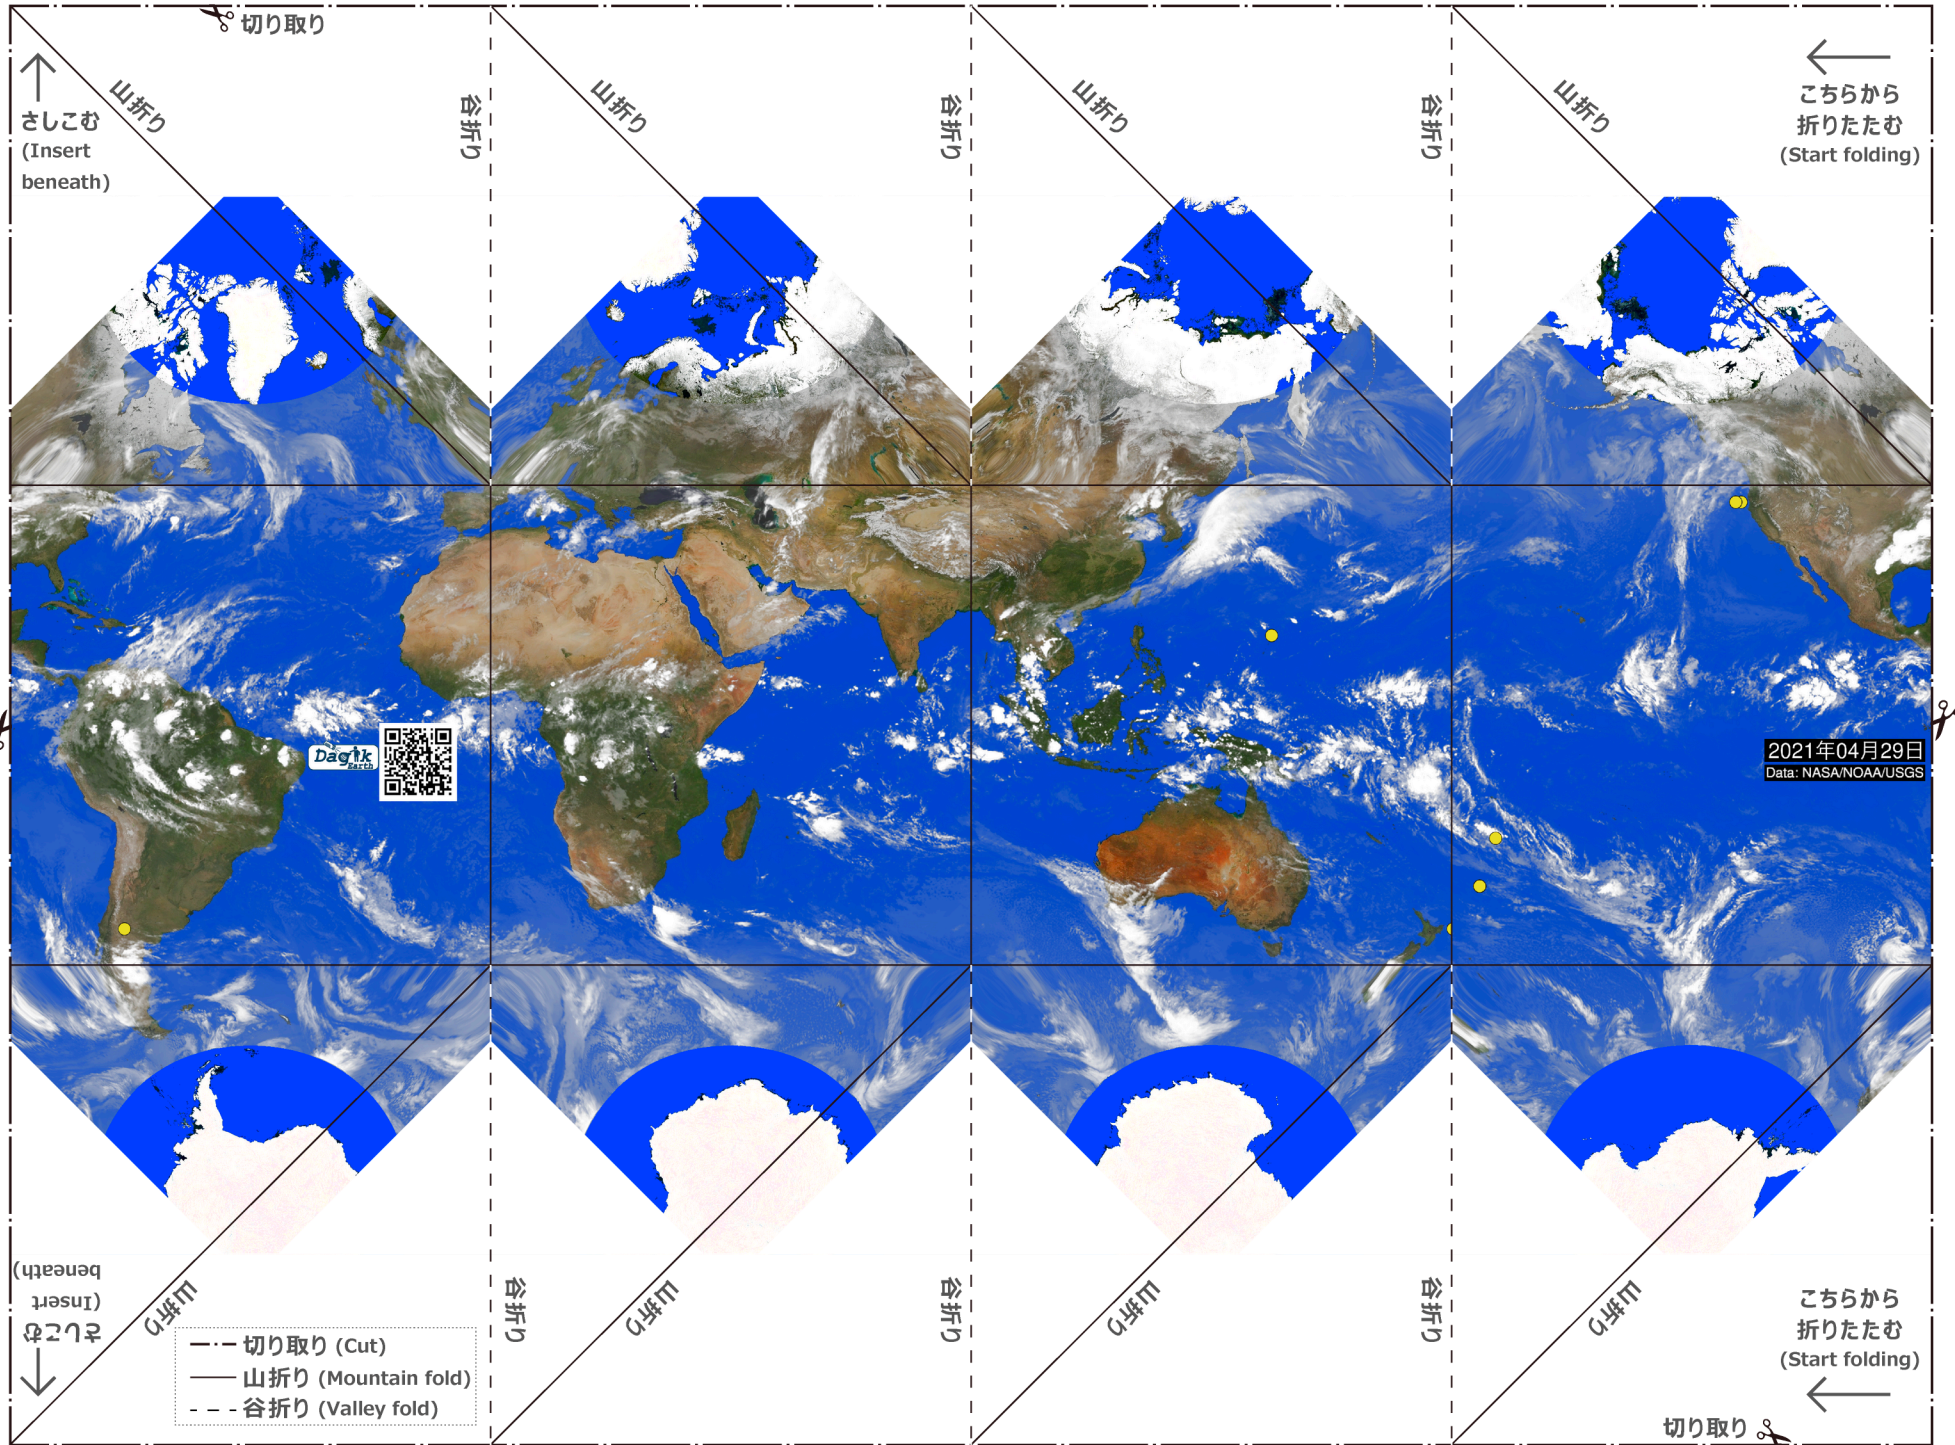 切り取り
さしこむ
(Insert
beneath)
山折り
谷折り
山折り
谷折り
山折り
谷折り
山折り
こちらから
折りたたむ
(Start folding)
Dagik
Earth
2021年04月29日
Data: NASA/NOAA/USGS
さしこむ
(Insert
beneath)
山折り
谷折り
山折り
谷折り
山折り
谷折り
山折り
こちらから
折りたたむ
(Start folding)
切り取り (Cut)
山折り (Mountain fold)
谷折り (Valley fold)
切り取り